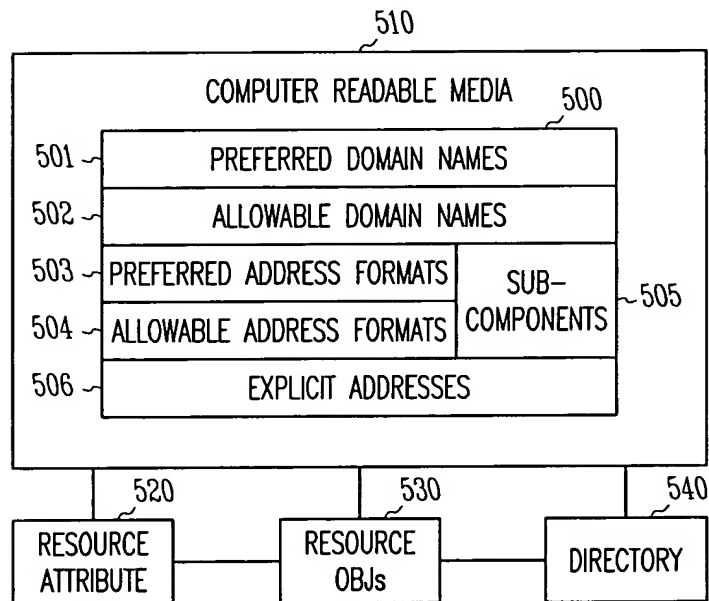 510
COMPUTER READABLE MEDIA
500
501
PREFERRED DOMAIN NAMES
502
ALLOWABLE DOMAIN NAMES
503
PREFERRED ADDRESS FORMATS
SUB-
COMPONENTS
505
504
ALLOWABLE ADDRESS FORMATS
506
EXPLICIT ADDRESSES
520
530
540
RESOURCE
ATTRIBUTE
RESOURCE
OBJs
DIRECTORY